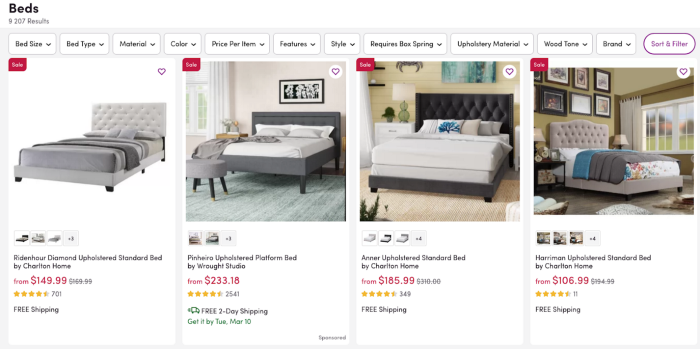 Beds
9 207 Results
Bed Size
Bed Type
Material
Color
Price Per Item
Features
Style
Requires Box Spring
Upholstery Material
Wood Tone
Brand
Sort & Filter
Sale
+3
Ridenhour Diamond Upholstered Standard Bed
by Charlton Home
from $149.99 $169.99
701
FREE Shipping
Sale
+3
Pinheiro Upholstered Platform Bed
by Wrought Studio
from $233.18
2541
FREE 2-Day Shipping
Get it by Tue, Mar 10
Sponsored
+4
Anner Upholstered Standard Bed
by Charlton Home
from $185.99 $310.00
349
FREE Shipping
Sale
+4
Harriman Upholstered Standard Bed
by Charlton Home
from $106.99 $194.99
11
FREE Shipping